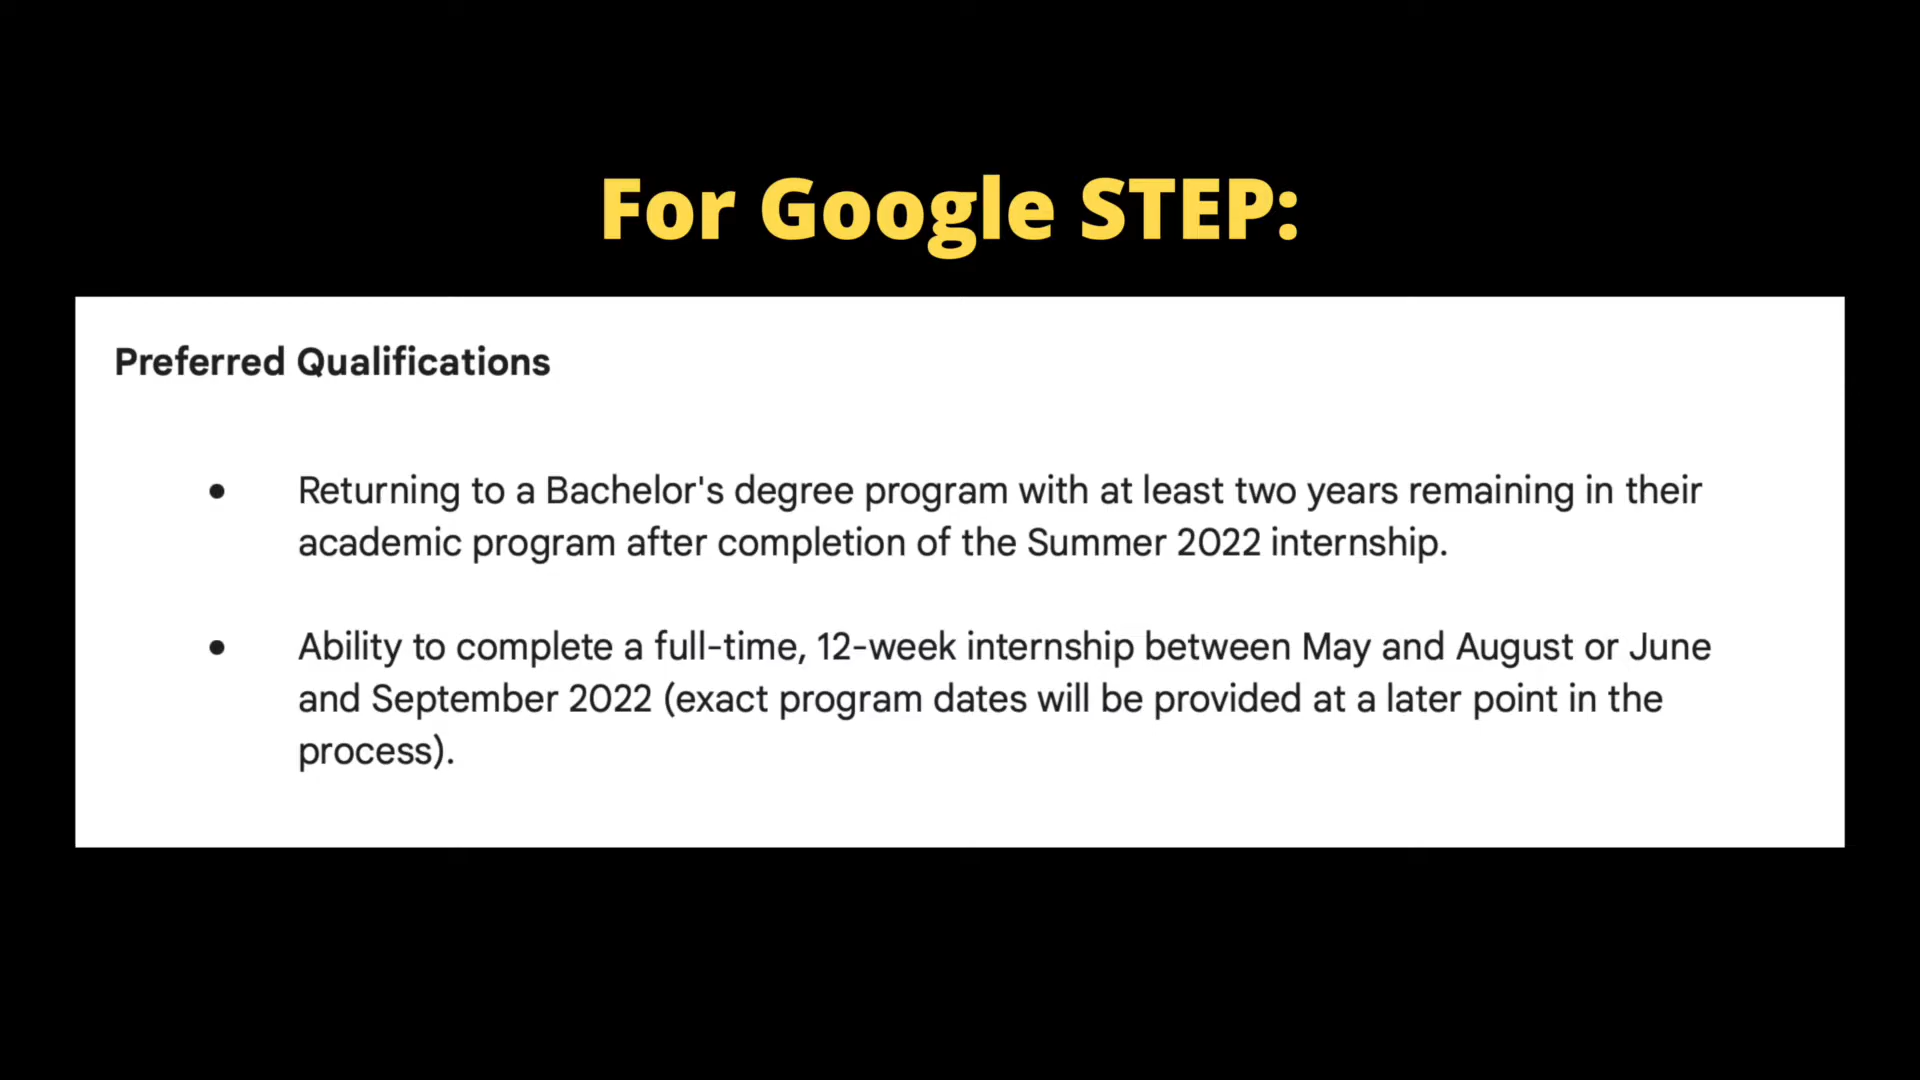 For Google STEP:
Preferred Qualifications
● Returning to a Bachelor's degree program with at least two years remaining in their
academic program after completion of the Summer 2022 internship.
● Ability to complete a full-time, 12-week internship between May and August or June
and September 2022 (exact program dates will be provided at a later point in the
process).